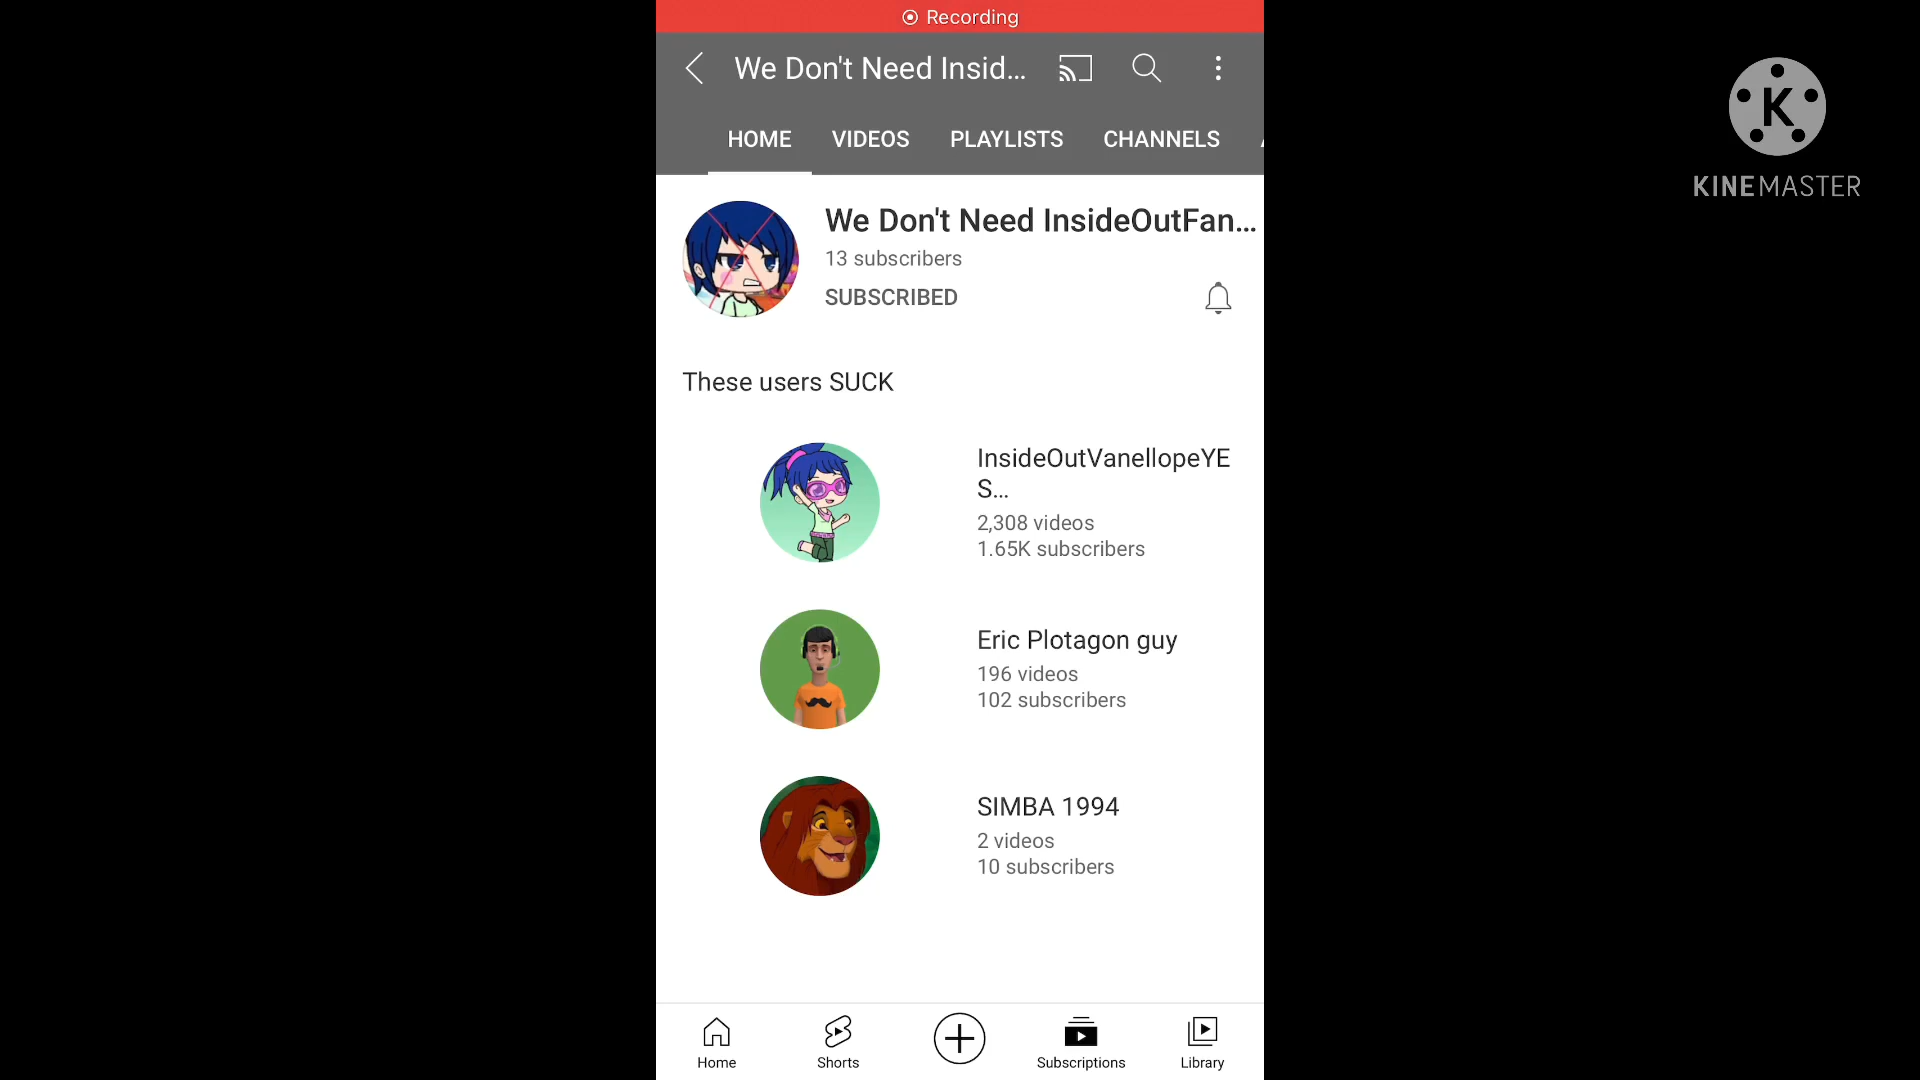 Recording
We Don't Need Insid...
HOME VIDEOS PLAYLISTS CHANNELS
K
KINEMASTER
We Don't Need InsideOutFan...
13 subscribers
SUBSCRIBED
These users SUCK
InsideOutVanellopeYE
S...
2,308 videos
1.65K subscribers
Eric Plotagon guy
196 videos
102 subscribers
SIMBA 1994
2 videos
10 subscribers
Home Shorts Subscriptions Library